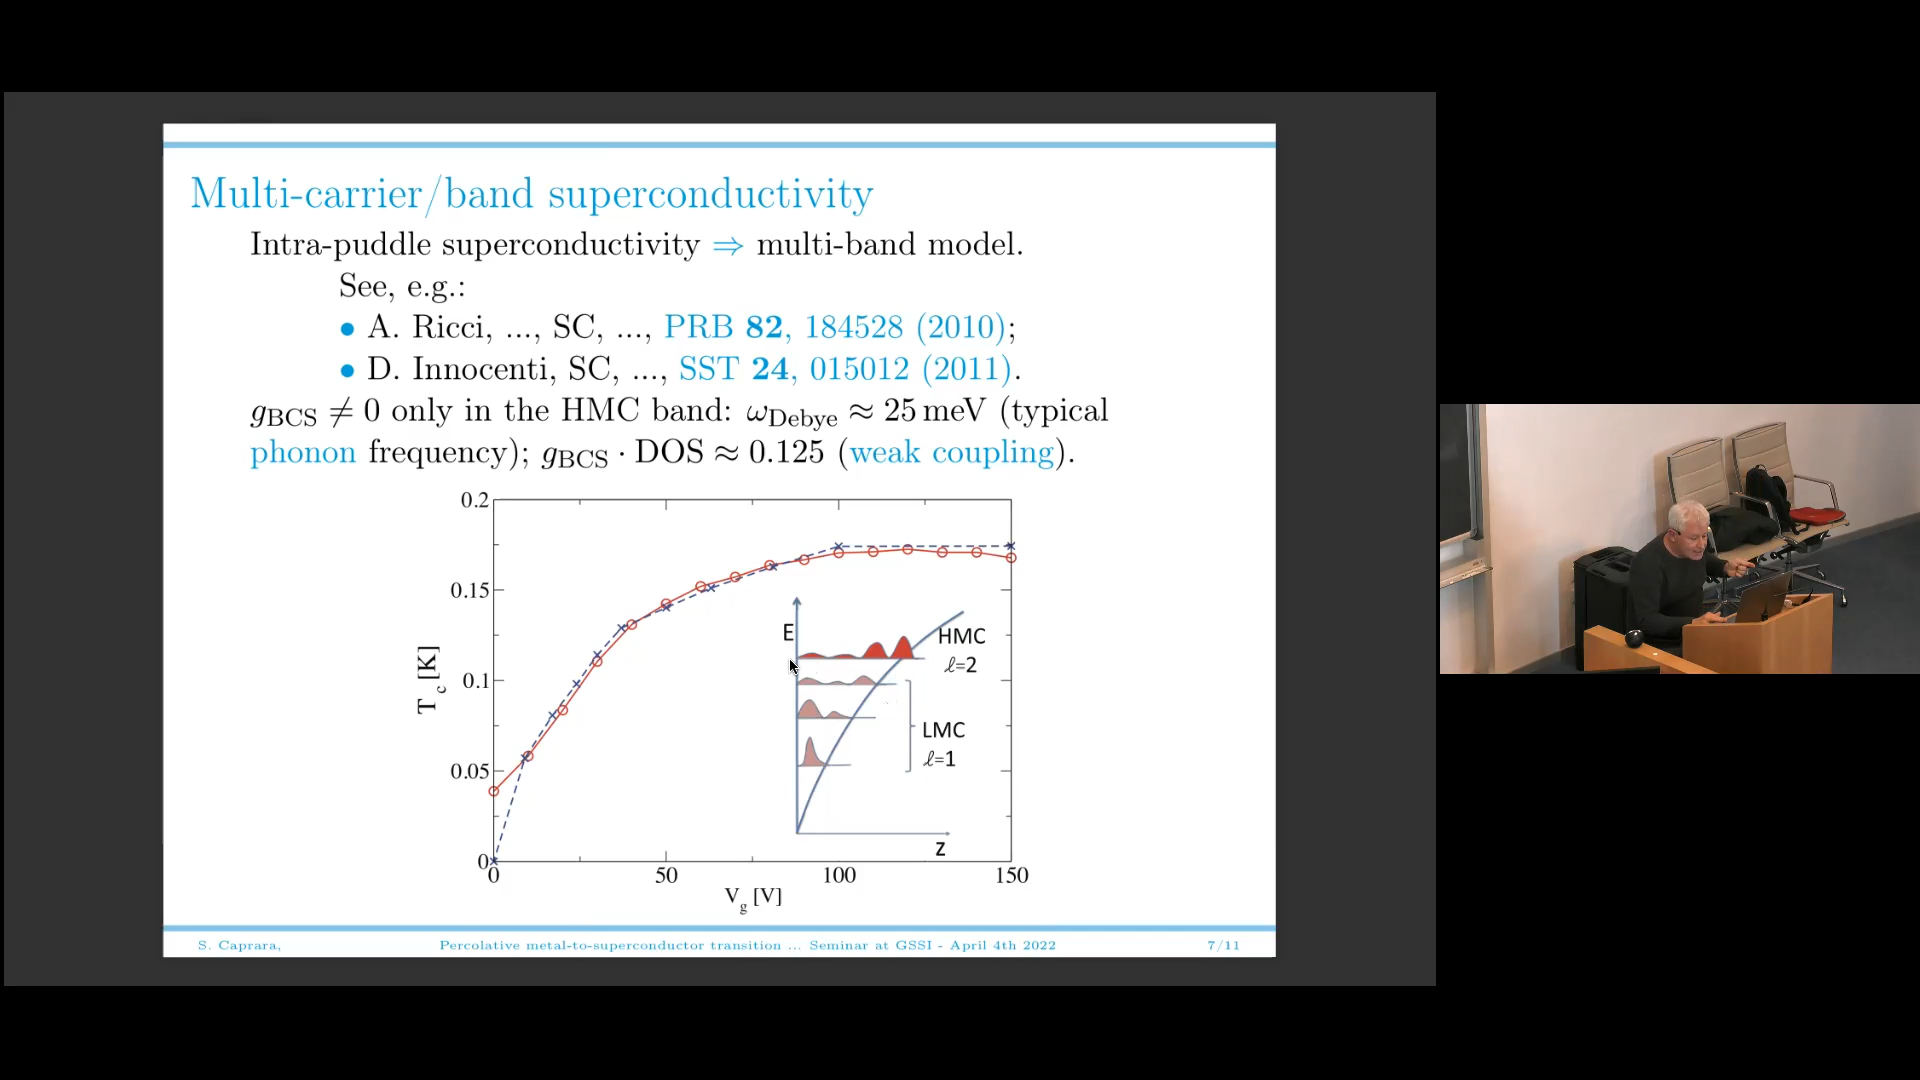 Multi-carrier/band superconductivity
Intra-puddle superconductivity ⇒ multi-band model.
See, e.g.:
• A. Ricci, ..., SC, ..., PRB 82, 184528 (2010);
• D. Innocenti, SC, ..., SST 24, 015012 (2011).
gBCS ≠ 0 only in the HMC band: ωDebye ≈ 25 meV (typical
phonon frequency); gBCS · DOS ≈ 0.125 (weak coupling).
0.2
0.15
0.1
0.05
0
Tc [K]
E
HMC
ℓ=2
LMC
ℓ=1
z
0 50 100 150
Vg [V]
S. Caprara, Percolative metal-to-superconductor transition ... Seminar at GSSI - April 4th 2022 7/11